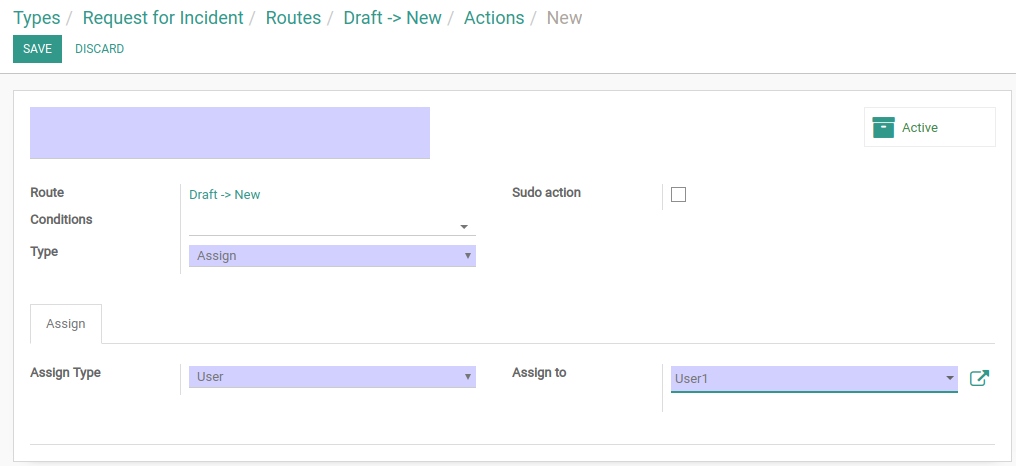 Types / Request for Incident / Routes / Draft -> New / Actions / New
SAVE DISCARD
Active
Route Draft -> New Sudo action
Conditions
Type Assign
Assign
Assign Type User Assign to User1